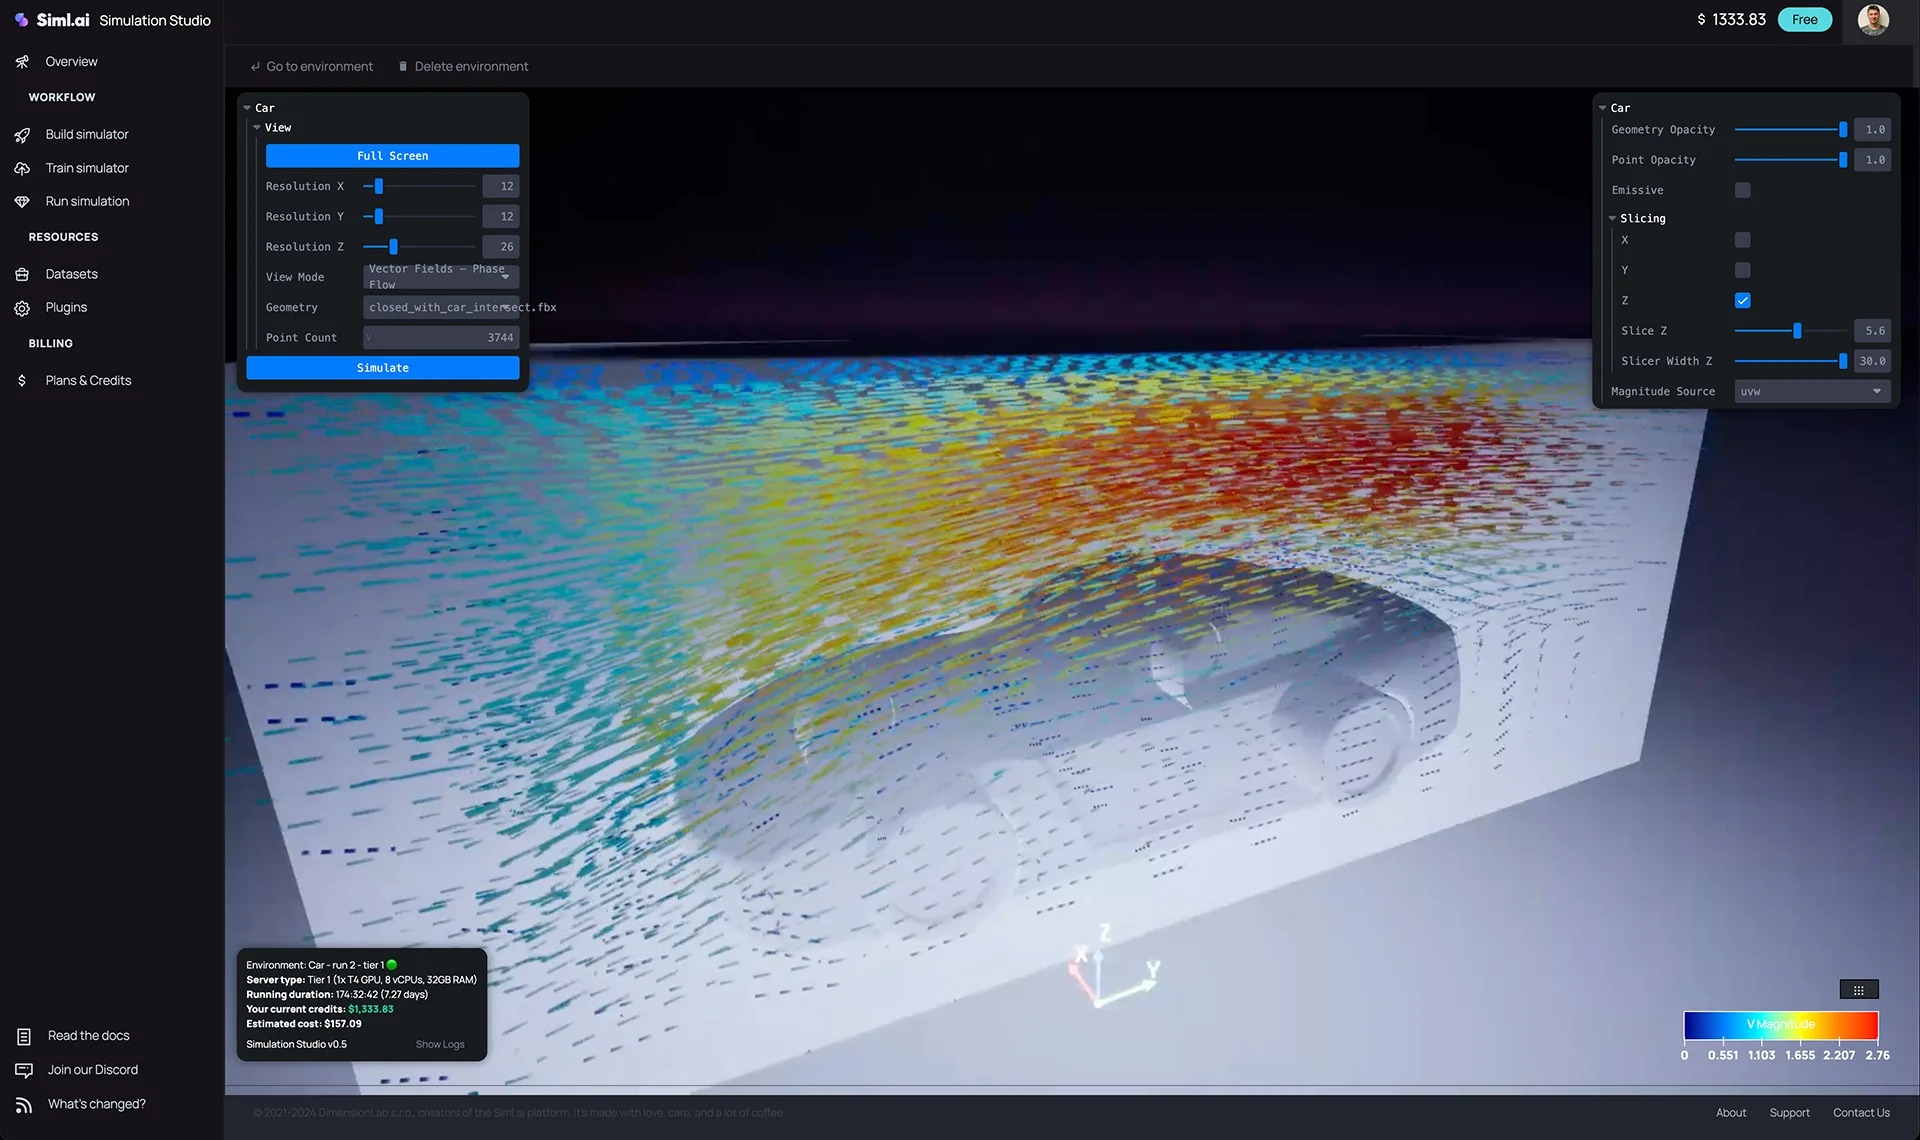 Siml.ai Simulation Studio
$ 1333.83 Free
Overview
WORKFLOW
Build simulator
Train simulator
Run simulation
RESOURCES
Datasets
Plugins
BILLING
$ Plans & Credits
Read the docs
Join our Discord
What's changed?
Go to environment Delete environment
Car
View
Full Screen
Resolution X 12
Resolution Y 12
Resolution Z 26
View Mode Vector Fields – Phase Flow
Geometry closed_with_car_intersect.fbx
Point Count V 3744
Simulate
Car
Geometry Opacity 1.0
Point Opacity 1.0
Emissive
Slicing
X
Y
Z
Slice Z 5.6
Slicer Width Z 30.0
Magnitude Source uvw
Z
X
Y
Environment: Car - run 2 - tier 1
Server type: Tier 1 (1x T4 GPU, 8 vCPUs, 32GB RAM)
Running duration: 174:32:42 (7.27 days)
Your current credits: $1,333.83
Estimated cost: $157.09
Simulation Studio v0.5 Show Logs
V Magnitude
0 0.551 1.103 1.655 2.207 2.76
© 2021-2024 DimensionLab s.r.o., creators of the Siml.ai platform. It's made with love, care, and a lot of coffee.
About Support Contact Us